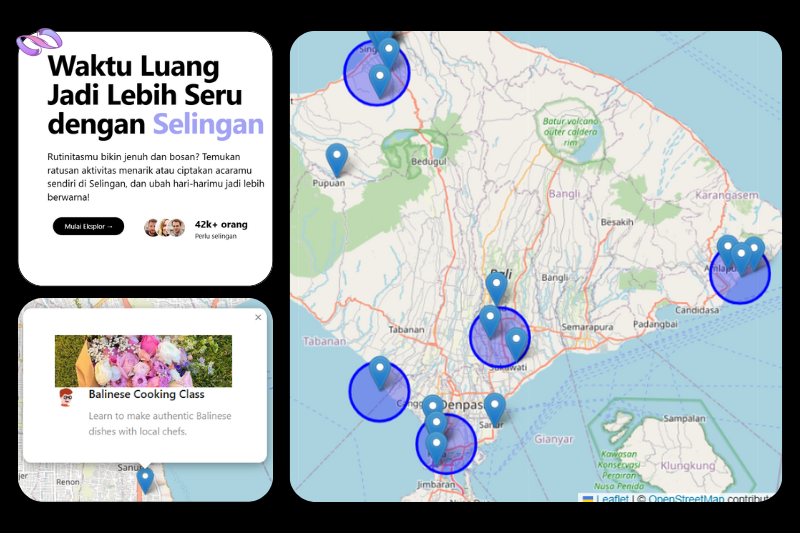 Waktu Luang
Jadi Lebih Seru
dengan Selingan
Rutinitasmu bikin jenuh dan bosan? Temukan
ratusan aktivitas menarik atau ciptakan acaramu
sendiri di Selingan, dan ubah hari-harimu jadi lebih
berwarna!
Mulai Eksplor →
42k+ orang
Perlu selingan
×
Balinese Cooking Class
Learn to make authentic Balinese
dishes with local chefs.
Sanur
Renon
Batur volcano
outer caldera
rim
Bedugul
Pupuan
Bangli
Karangasem
Besakih
Bali
Bangli
Candidasa
Padangbai
Semarapura
Tabanan
Tabanan
Sukawati
Denpas
Sanur
Gianyar
Sampalan
Kawasan
Konservasi
Perairan
Nusa Penida
Klungkung
Jimbaran
Leaflet | © OpenStreetMap contribut